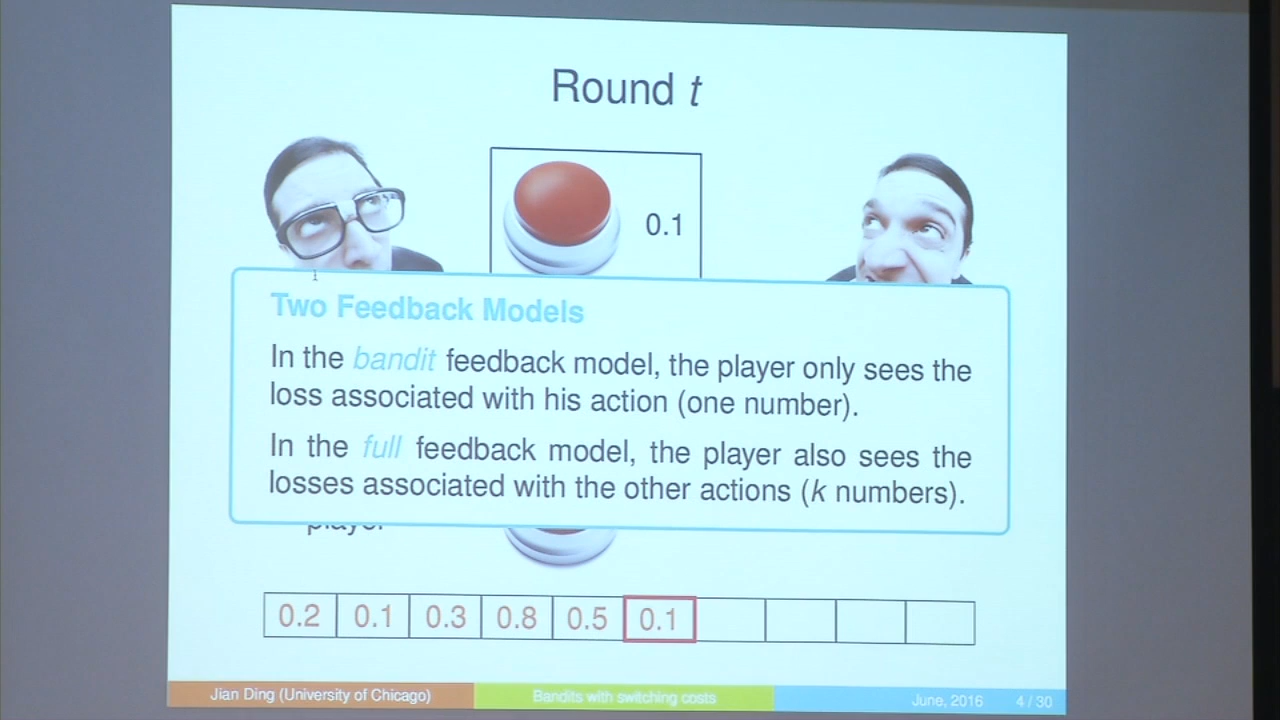 Round t
0.1
1
Two Feedback Models
In the bandit feedback model, the player only sees the
loss associated with his action (one number).
In the full feedback model, the player also sees the
losses associated with the other actions (k numbers).
player
0.2 0.1 0.3 0.8 0.5 0.1
Jian Ding (University of Chicago) Bandits with switching costs June, 2016 4 / 30